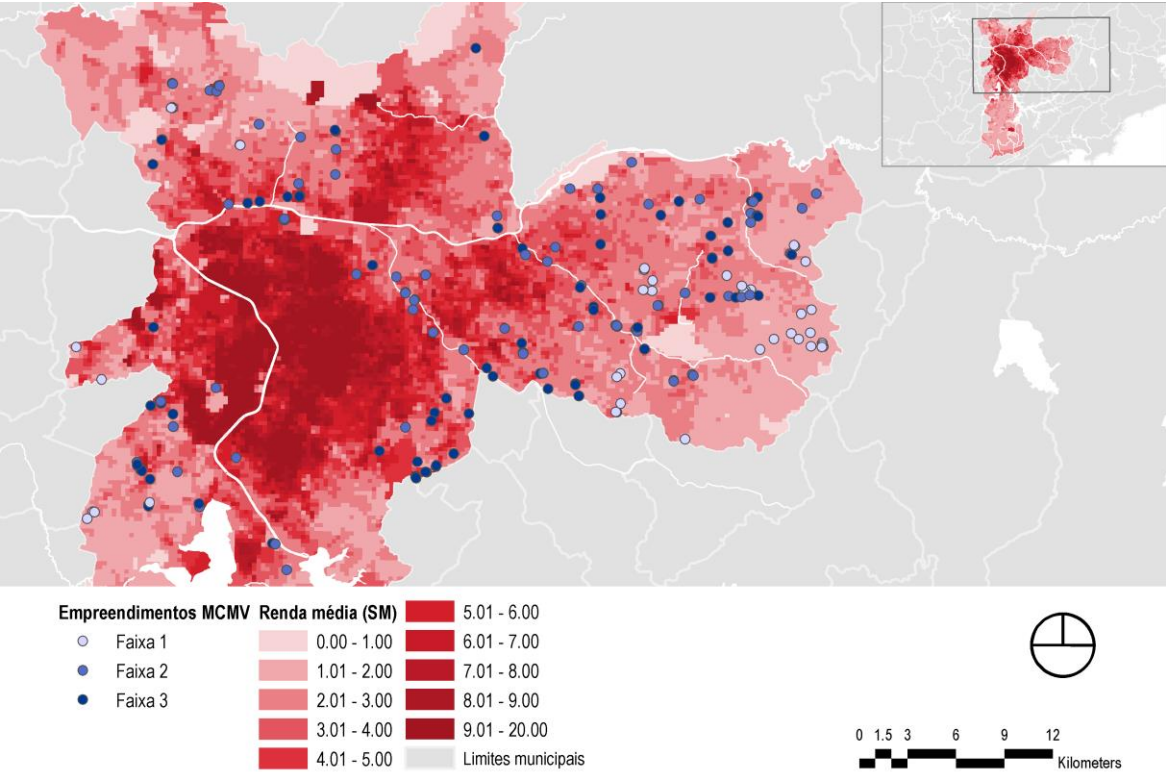 Empreendimentos MCMV
Faixa 1
Faixa 2
Faixa 3
Renda média (SM)
0.00 - 1.00
1.01 - 2.00
2.01 - 3.00
3.01 - 4.00
4.01 - 5.00
5.01 - 6.00
6.01 - 7.00
7.01 - 8.00
8.01 - 9.00
9.01 - 20.00
Limites municipais
0 1.5 3 6 9 12
Kilometers